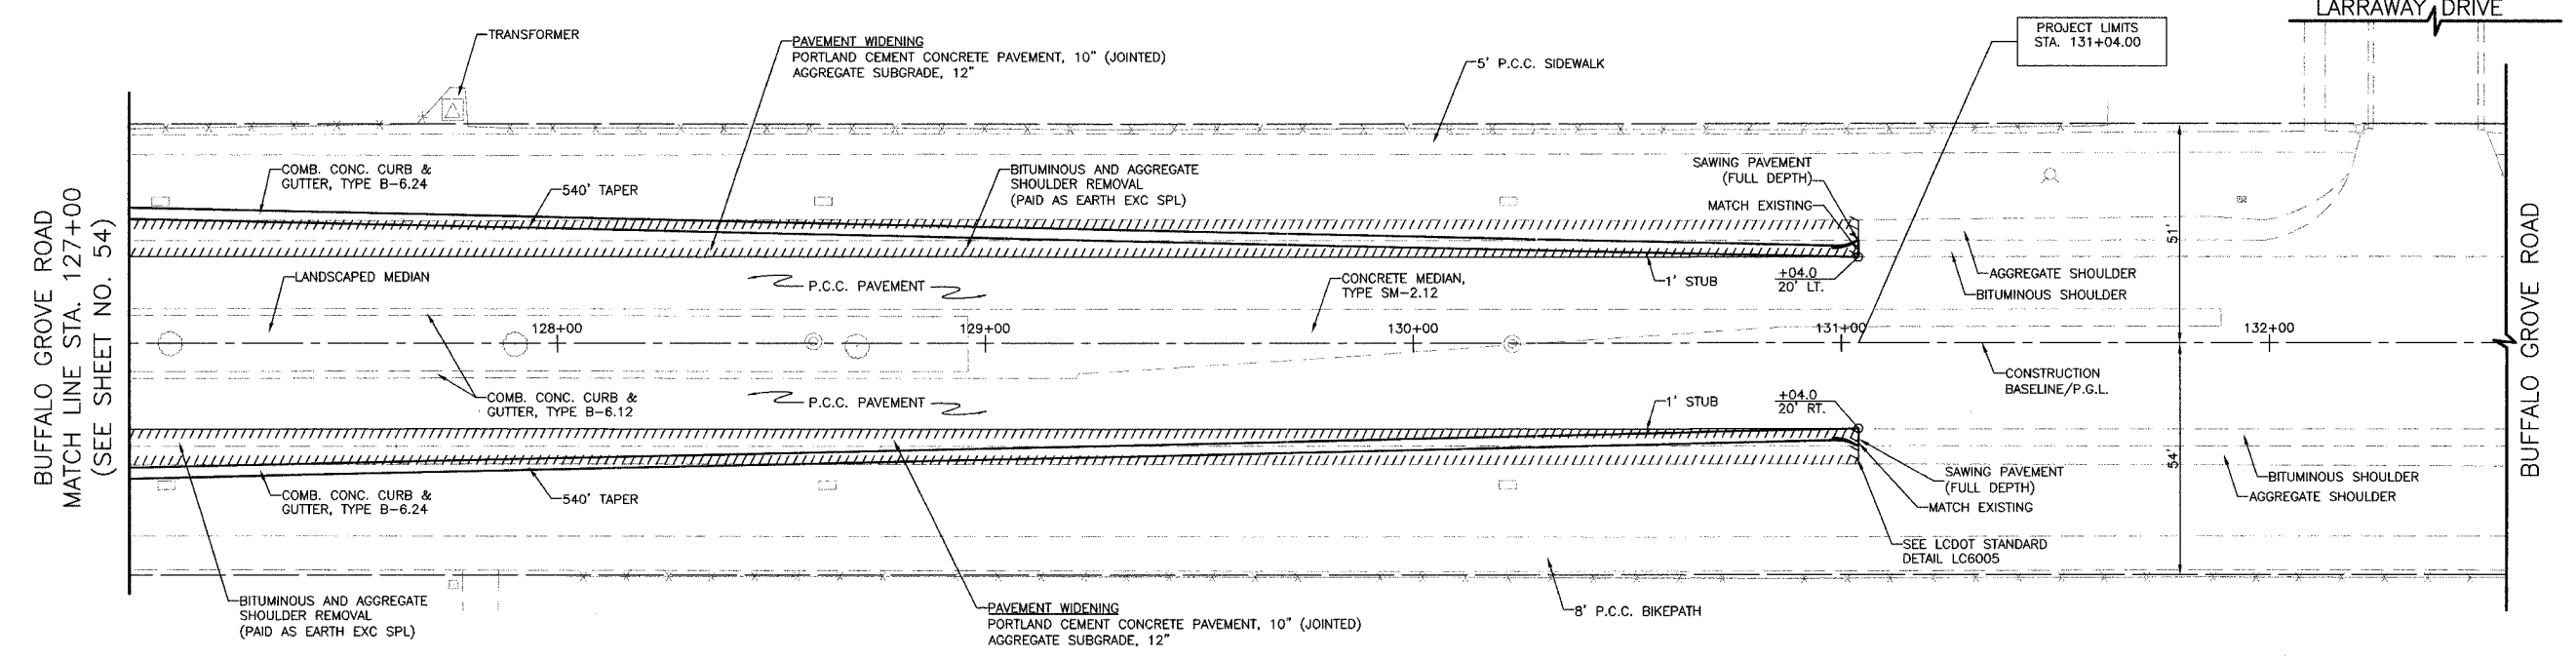 LARRAWAY DRIVE
TRANSFORMER
PAVEMENT WIDENING
PORTLAND CEMENT CONCRETE PAVEMENT, 10" (JOINTED)
AGGREGATE SUBGRADE, 12"
5' P.C.C. SIDEWALK
PROJECT LIMITS
STA. 131+04.00
BUFFALO GROVE ROAD
MATCH LINE STA. 127+00
(SEE SHEET NO. 54)
COMB. CONC. CURB &
GUTTER, TYPE B-6.24
540' TAPER
BITUMINOUS AND AGGREGATE
SHOULDER REMOVAL
(PAID AS EARTH EXC SPL)
SAWING PAVEMENT
(FULL DEPTH)
MATCH EXISTING
51'
LANDSCAPED MEDIAN
P.C.C. PAVEMENT
CONCRETE MEDIAN,
TYPE SM-2.12
1' STUB
+04.0
20' LT.
AGGREGATE SHOULDER
BITUMINOUS SHOULDER
128+00
129+00
130+00
131+00
132+00
BUFFALO GROVE ROAD
COMB. CONC. CURB &
GUTTER, TYPE B-6.12
P.C.C. PAVEMENT
1' STUB
+04.0
20' RT.
CONSTRUCTION
BASELINE/P.G.L.
54'
COMB. CONC. CURB &
GUTTER, TYPE B-6.24
540' TAPER
SAWING PAVEMENT
(FULL DEPTH)
MATCH EXISTING
BITUMINOUS SHOULDER
AGGREGATE SHOULDER
SEE LCDOT STANDARD
DETAIL LC6005
BITUMINOUS AND AGGREGATE
SHOULDER REMOVAL
(PAID AS EARTH EXC SPL)
PAVEMENT WIDENING
PORTLAND CEMENT CONCRETE PAVEMENT, 10" (JOINTED)
AGGREGATE SUBGRADE, 12"
8' P.C.C. BIKEPATH